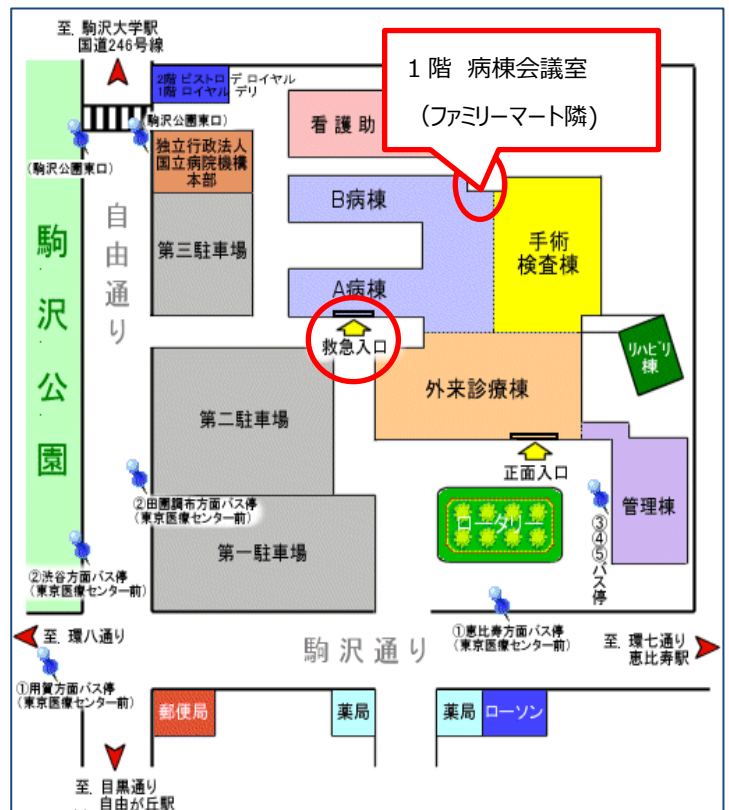 至. 駒沢大学駅
国道246号線
2階 ビストロ デ ロイヤル
1階 ロイヤル デリ
1階 病棟会議室
(ファミリーマート隣)
看護助
(駒沢公園東口)
(駒沢公園東口)
独立行政法人
国立病院機構
本部
B病棟
自由通り
駒沢公園
第三駐車場
手術
検査棟
A病棟
救急入口
リハビリ
棟
外来診療棟
第二駐車場
正面入口
②田園調布方面バス停
(東京医療センター前)
ロータリー
管理棟
③④⑤バス停
第一駐車場
②渋谷方面バス停
(東京医療センター前)
至. 環八通り
駒沢通り
①恵比寿方面バス停
(東京医療センター前)
至. 環七通り
恵比寿駅
①用賀方面バス停
(東京医療センター前)
郵便局
薬局
薬局
ローソン
至. 目黒通り
自由が丘駅